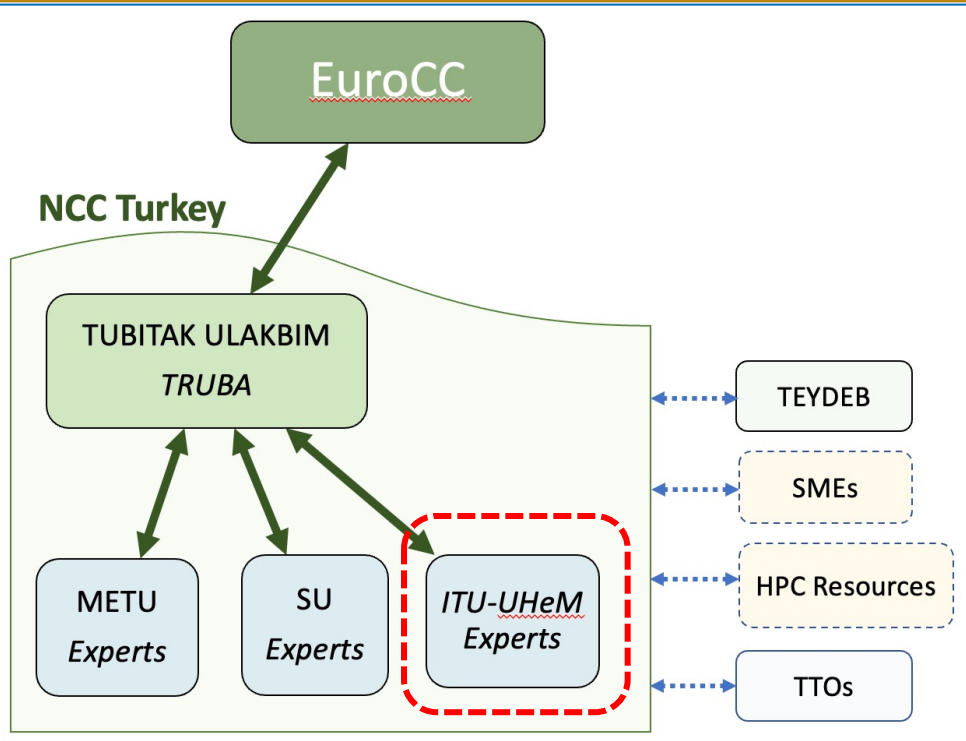 EuroCC
NCC Turkey
TUBITAK ULAKBIM
TRUBA
METU
Experts
SU
Experts
ITU-UHeM
Experts
TEYDEB
SMEs
HPC Resources
TTOs